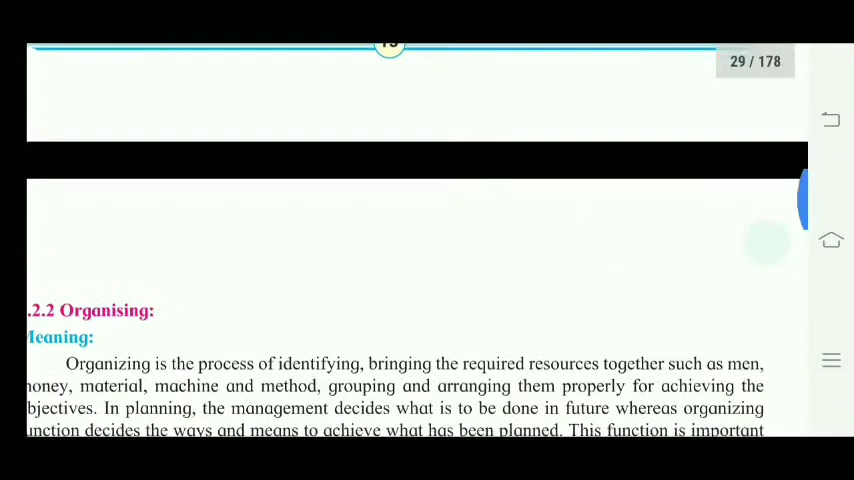 29 / 178
.2.2 Organising:
Meaning:
Organizing is the process of identifying, bringing the required resources together such as men,
money, material, machine and method, grouping and arranging them properly for achieving the
objectives. In planning, the management decides what is to be done in future whereas organizing
function decides the ways and means to achieve what has been planned. This function is important